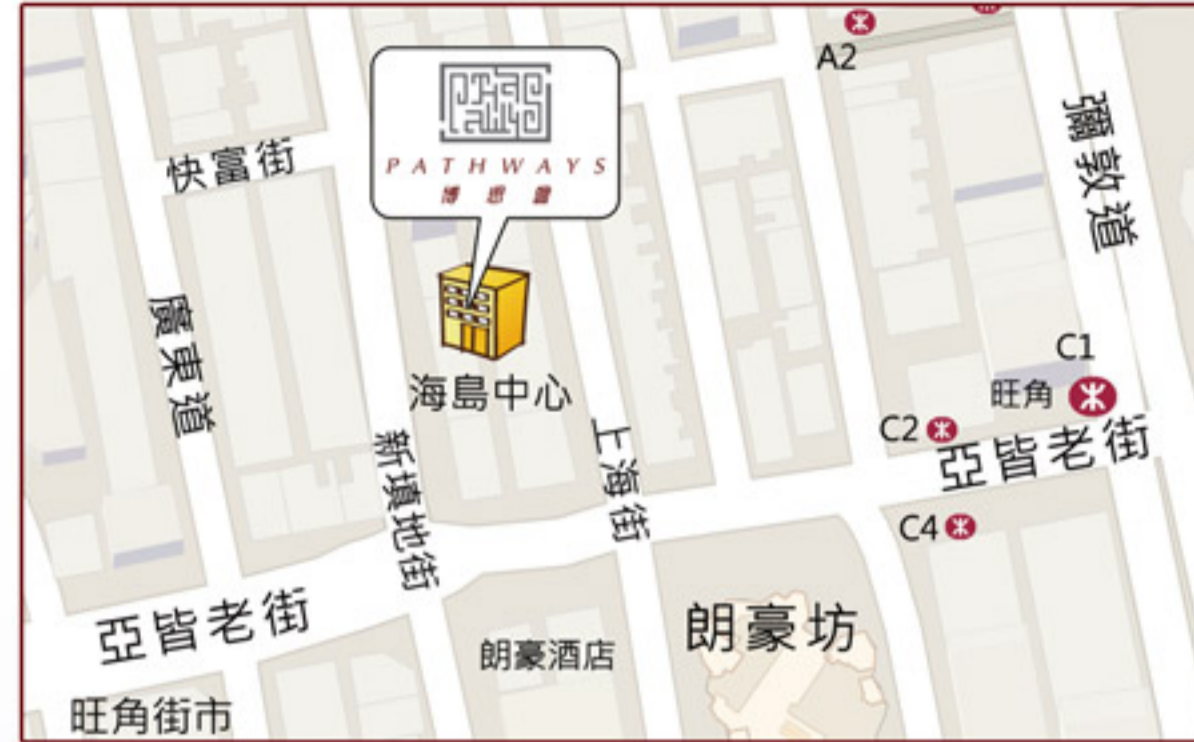 A2
彌敦道
PATHWAYS
博思會
快富街
廣東道
海島中心
C1
旺角
C2
亞皆老街
新填地街
上海街
C4
亞皆老街
朗豪坊
朗豪酒店
旺角街市